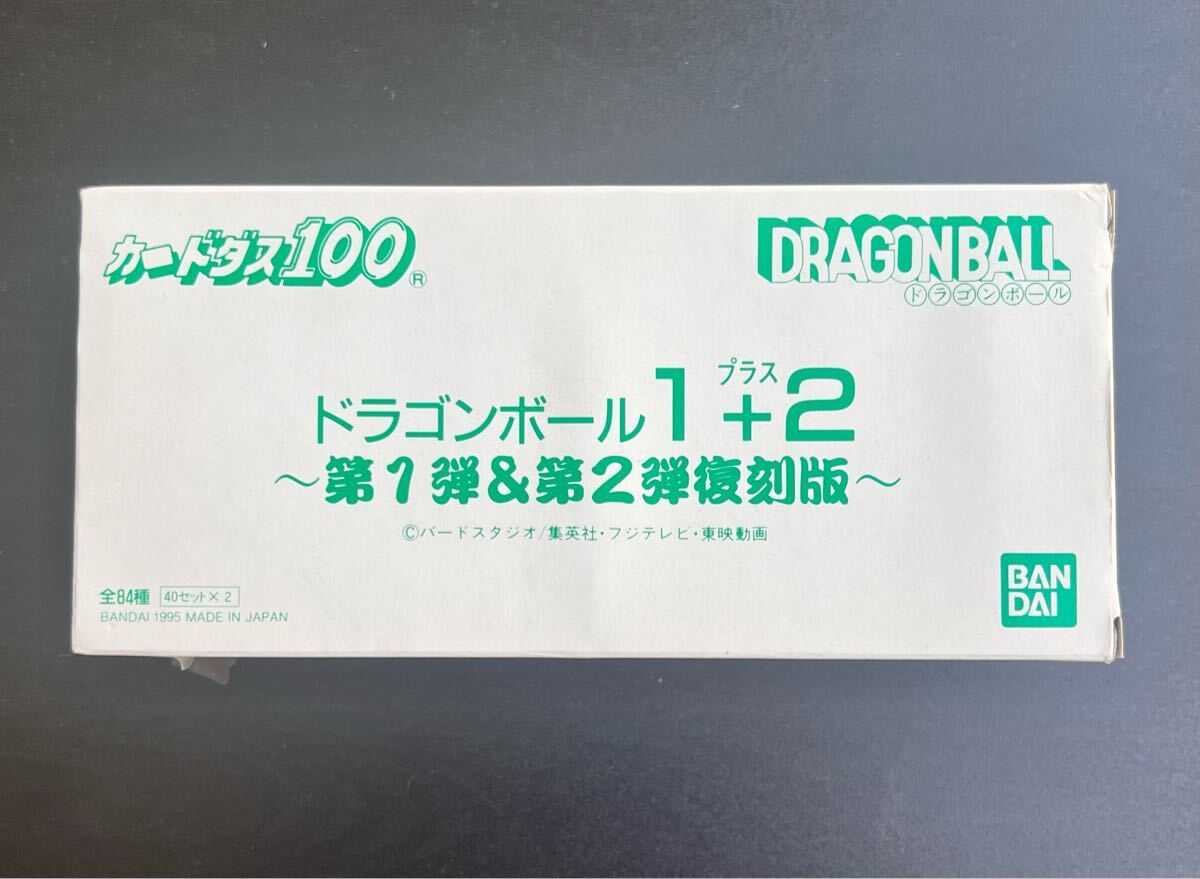 カードダス100®
DRAGONBALL
ドラゴンボール
ドラゴンボール1+2
プラス
～第1弾&第2弾復刻版～
©バードスタジオ/集英社・フジテレビ・東映動画
全84種 40セット×2
BANDAI 1995 MADE IN JAPAN
BAN
DAI